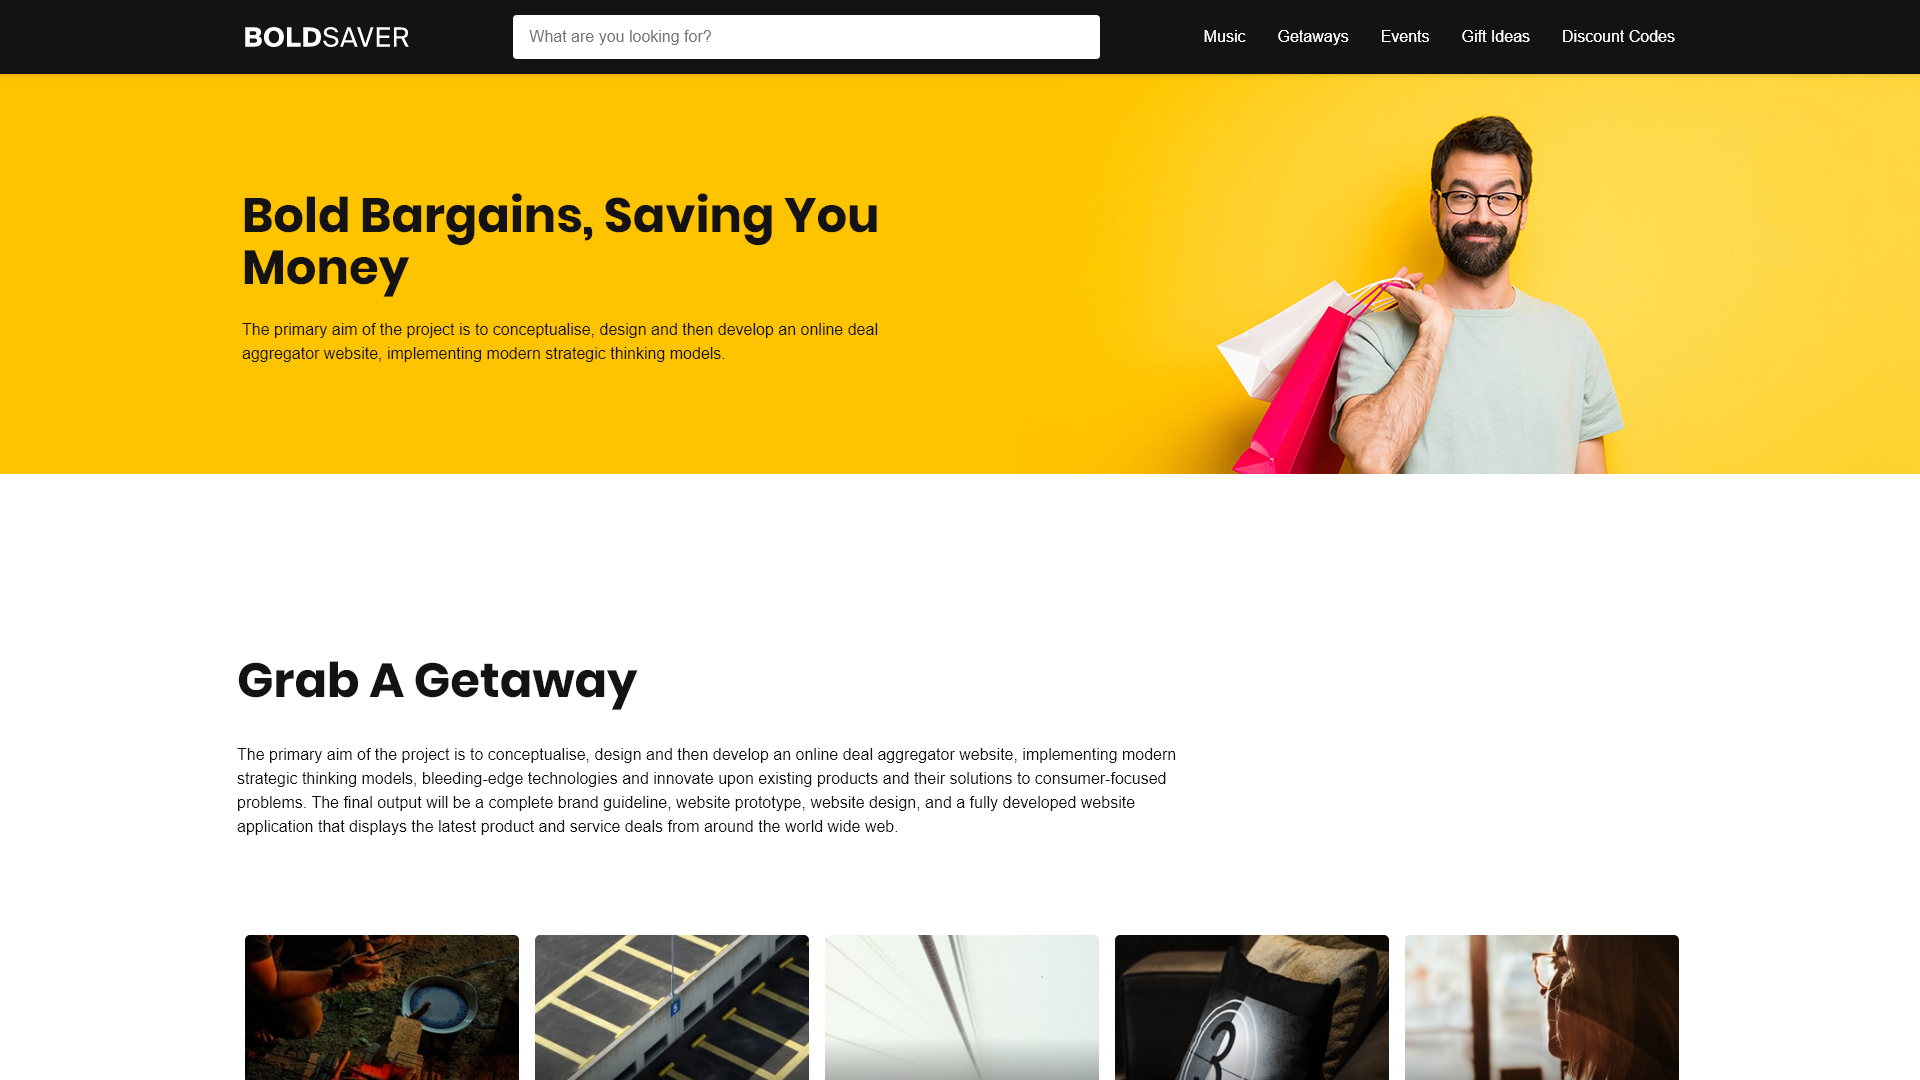 BOLDSAVER
What are you looking for?
Music
Getaways
Events
Gift Ideas
Discount Codes
Bold Bargains, Saving You
Money
The primary aim of the project is to conceptualise, design and then develop an online deal
aggregator website, implementing modern strategic thinking models.
Grab A Getaway
The primary aim of the project is to conceptualise, design and then develop an online deal aggregator website, implementing modern
strategic thinking models, bleeding-edge technologies and innovate upon existing products and their solutions to consumer-focused
problems. The final output will be a complete brand guideline, website prototype, website design, and a fully developed website
application that displays the latest product and service deals from around the world wide web.
3